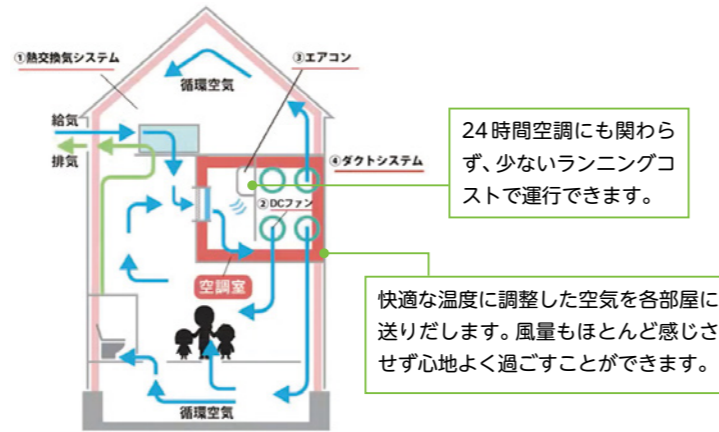 ①熱交換気システム
③エアコン
循環空気
給気
排気
④ダクトシステム
②DCファン
空調室
循環空気
24時間空調にも関わら
ず、少ないランニングコ
ストで運行できます。
快適な温度に調整した空気を各部屋に
送りだします。風量もほとんど感じさ
せず心地よく過ごすことができます。